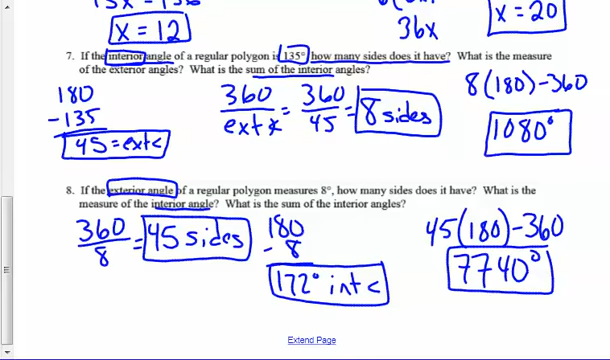 x = 12
36x
x = 20
7. If the interior angle of a regular polygon is 135° how many sides does it have? What is the measure
of the exterior angles? What is the sum of the interior angles?
180
-135
45 = ext<
360/ext< = 360/45 = 8 sides
8(180)-360
1080°
8. If the exterior angle of a regular polygon measures 8°, how many sides does it have? What is the
measure of the interior angle? What is the sum of the interior angles?
360/8 = 45 sides
180
- 8
172° int<
45(180)-360
7740°
Extend Page